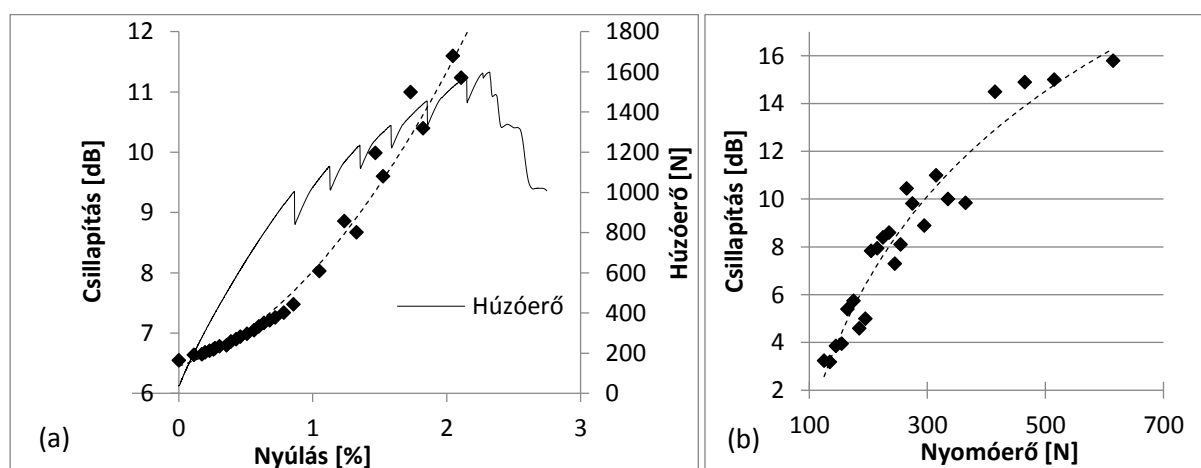 12
11
10
9
8
7
6
Csillapítás [dB]
1800
1600
1400
1200
1000
800
600
400
200
0
Húzóerő [N]
Húzóerő
0 1 2 3
Nyúlás [%]
(a)
16
14
12
10
8
6
4
2
Csillapítás [dB]
100 300 500 700
Nyomóerő [N]
(b)